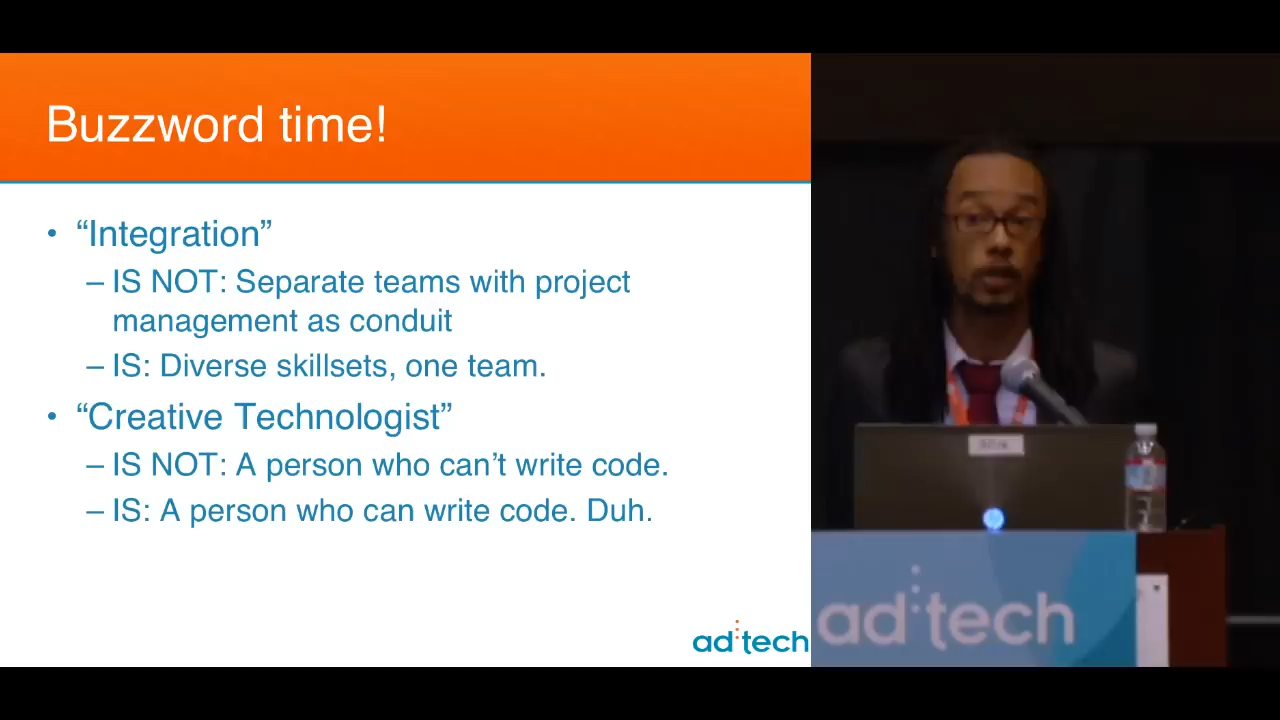 Buzzword time!
• “Integration”
– IS NOT: Separate teams with project
management as conduit
– IS: Diverse skillsets, one team.
• “Creative Technologist”
– IS NOT: A person who can’t write code.
– IS: A person who can write code. Duh.
ad:tech
ad:tech